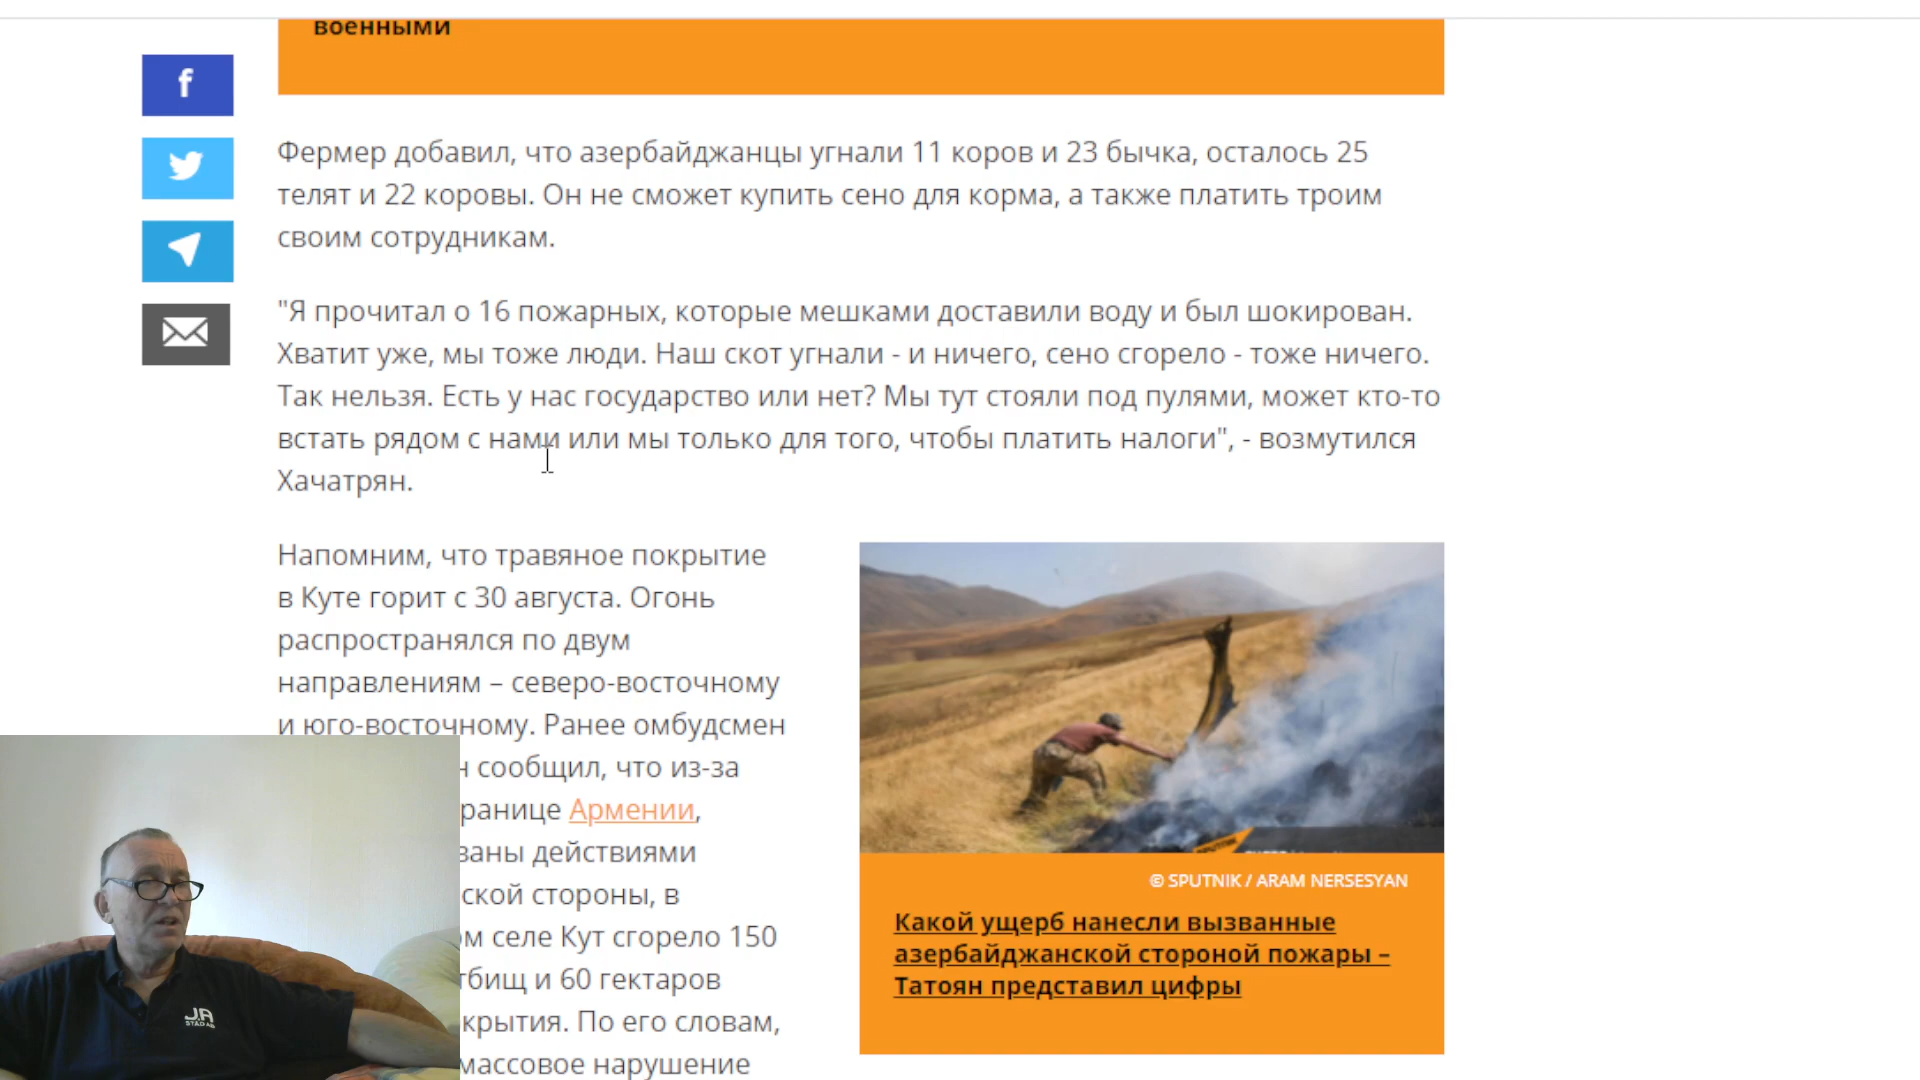 военными
f
Фермер добавил, что азербайджанцы угнали 11 коров и 23 бычка, осталось 25
телят и 22 коровы. Он не сможет купить сено для корма, а также платить троим
своим сотрудникам.
"Я прочитал о 16 пожарных, которые мешками доставили воду и был шокирован.
Хватит уже, мы тоже люди. Наш скот угнали - и ничего, сено сгорело - тоже ничего.
Так нельзя. Есть у нас государство или нет? Мы тут стояли под пулями, может кто-то
встать рядом с нами или мы только для того, чтобы платить налоги", - возмутился
Хачатрян.
Напомним, что травяное покрытие
в Куте горит с 30 августа. Огонь
распространялся по двум
направлениям – северо-восточному
и юго-восточному. Ранее омбудсмен
н сообщил, что из-за
ранице Армении,
ваны действиями
ской стороны, в
ом селе Кут сгорело 150
тбищ и 60 гектаров
крытия. По его словам,
массовое нарушение
SPUTNIK
© SPUTNIK / ARAM NERSESYAN
Какой ущерб нанесли вызванные
азербайджанской стороной пожары –
Татоян представил цифры
J.A